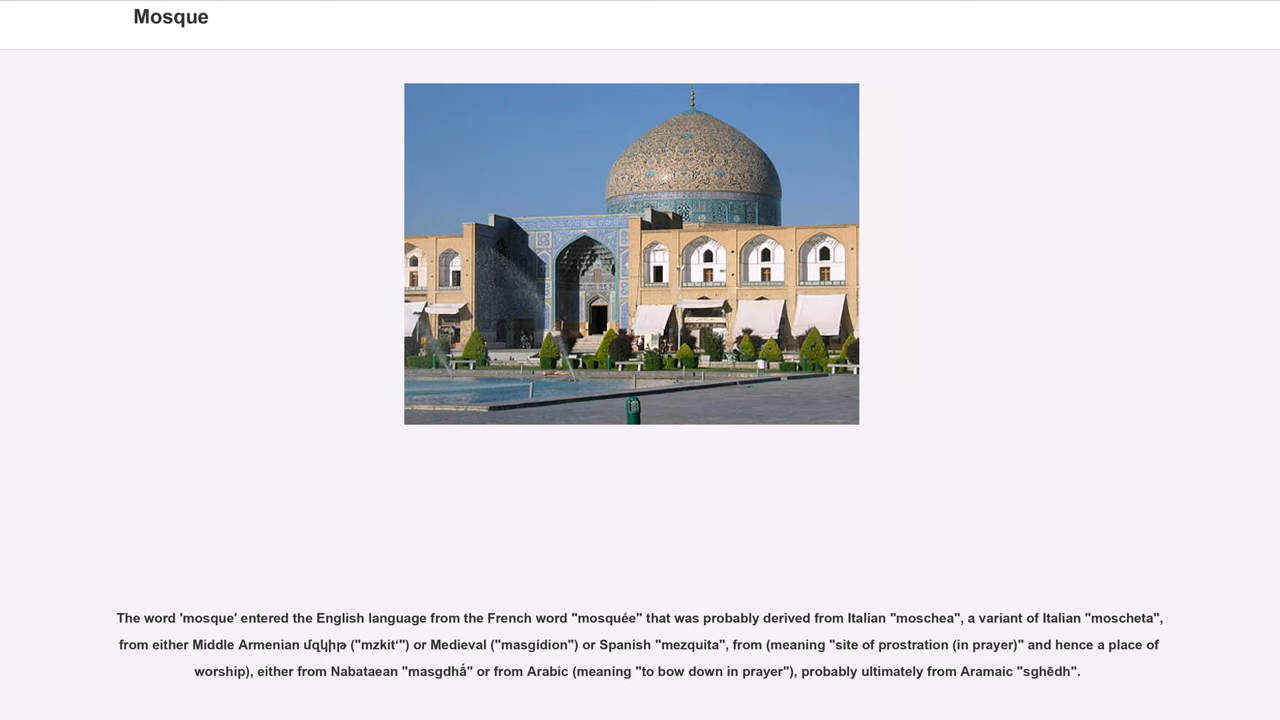 Mosque
The word 'mosque' entered the English language from the French word "mosquée" that was probably derived from Italian "moschea", a variant of Italian "moscheta",
from either Middle Armenian մզկիթ ("mzkit‘") or Medieval ("masgídion") or Spanish "mezquita", from (meaning "site of prostration (in prayer)" and hence a place of
worship), either from Nabataean "masgdhā́" or from Arabic (meaning "to bow down in prayer"), probably ultimately from Aramaic "sghēdh".